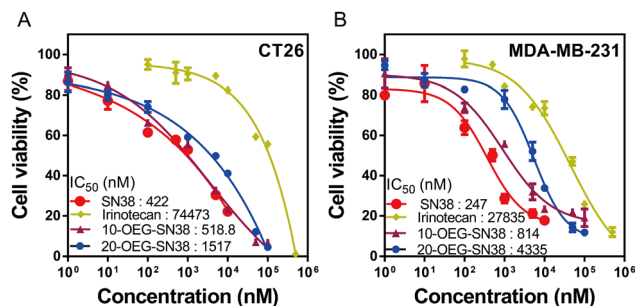 A
CT26
Cell viability (%)
120
100
80
60
40
20
0
IC50 (nM)
SN38 : 422
Irinotecan : 74473
10-OEG-SN38 : 518.8
20-OEG-SN38 : 1517
10^0 10^1 10^2 10^3 10^4 10^5 10^6
Concentration (nM)
B
MDA-MB-231
Cell viability (%)
120
100
80
60
40
20
0
IC50 (nM)
SN38 : 247
Irinotecan : 27835
10-OEG-SN38 : 814
20-OEG-SN38 : 4335
10^0 10^1 10^2 10^3 10^4 10^5 10^6
Concentration (nM)